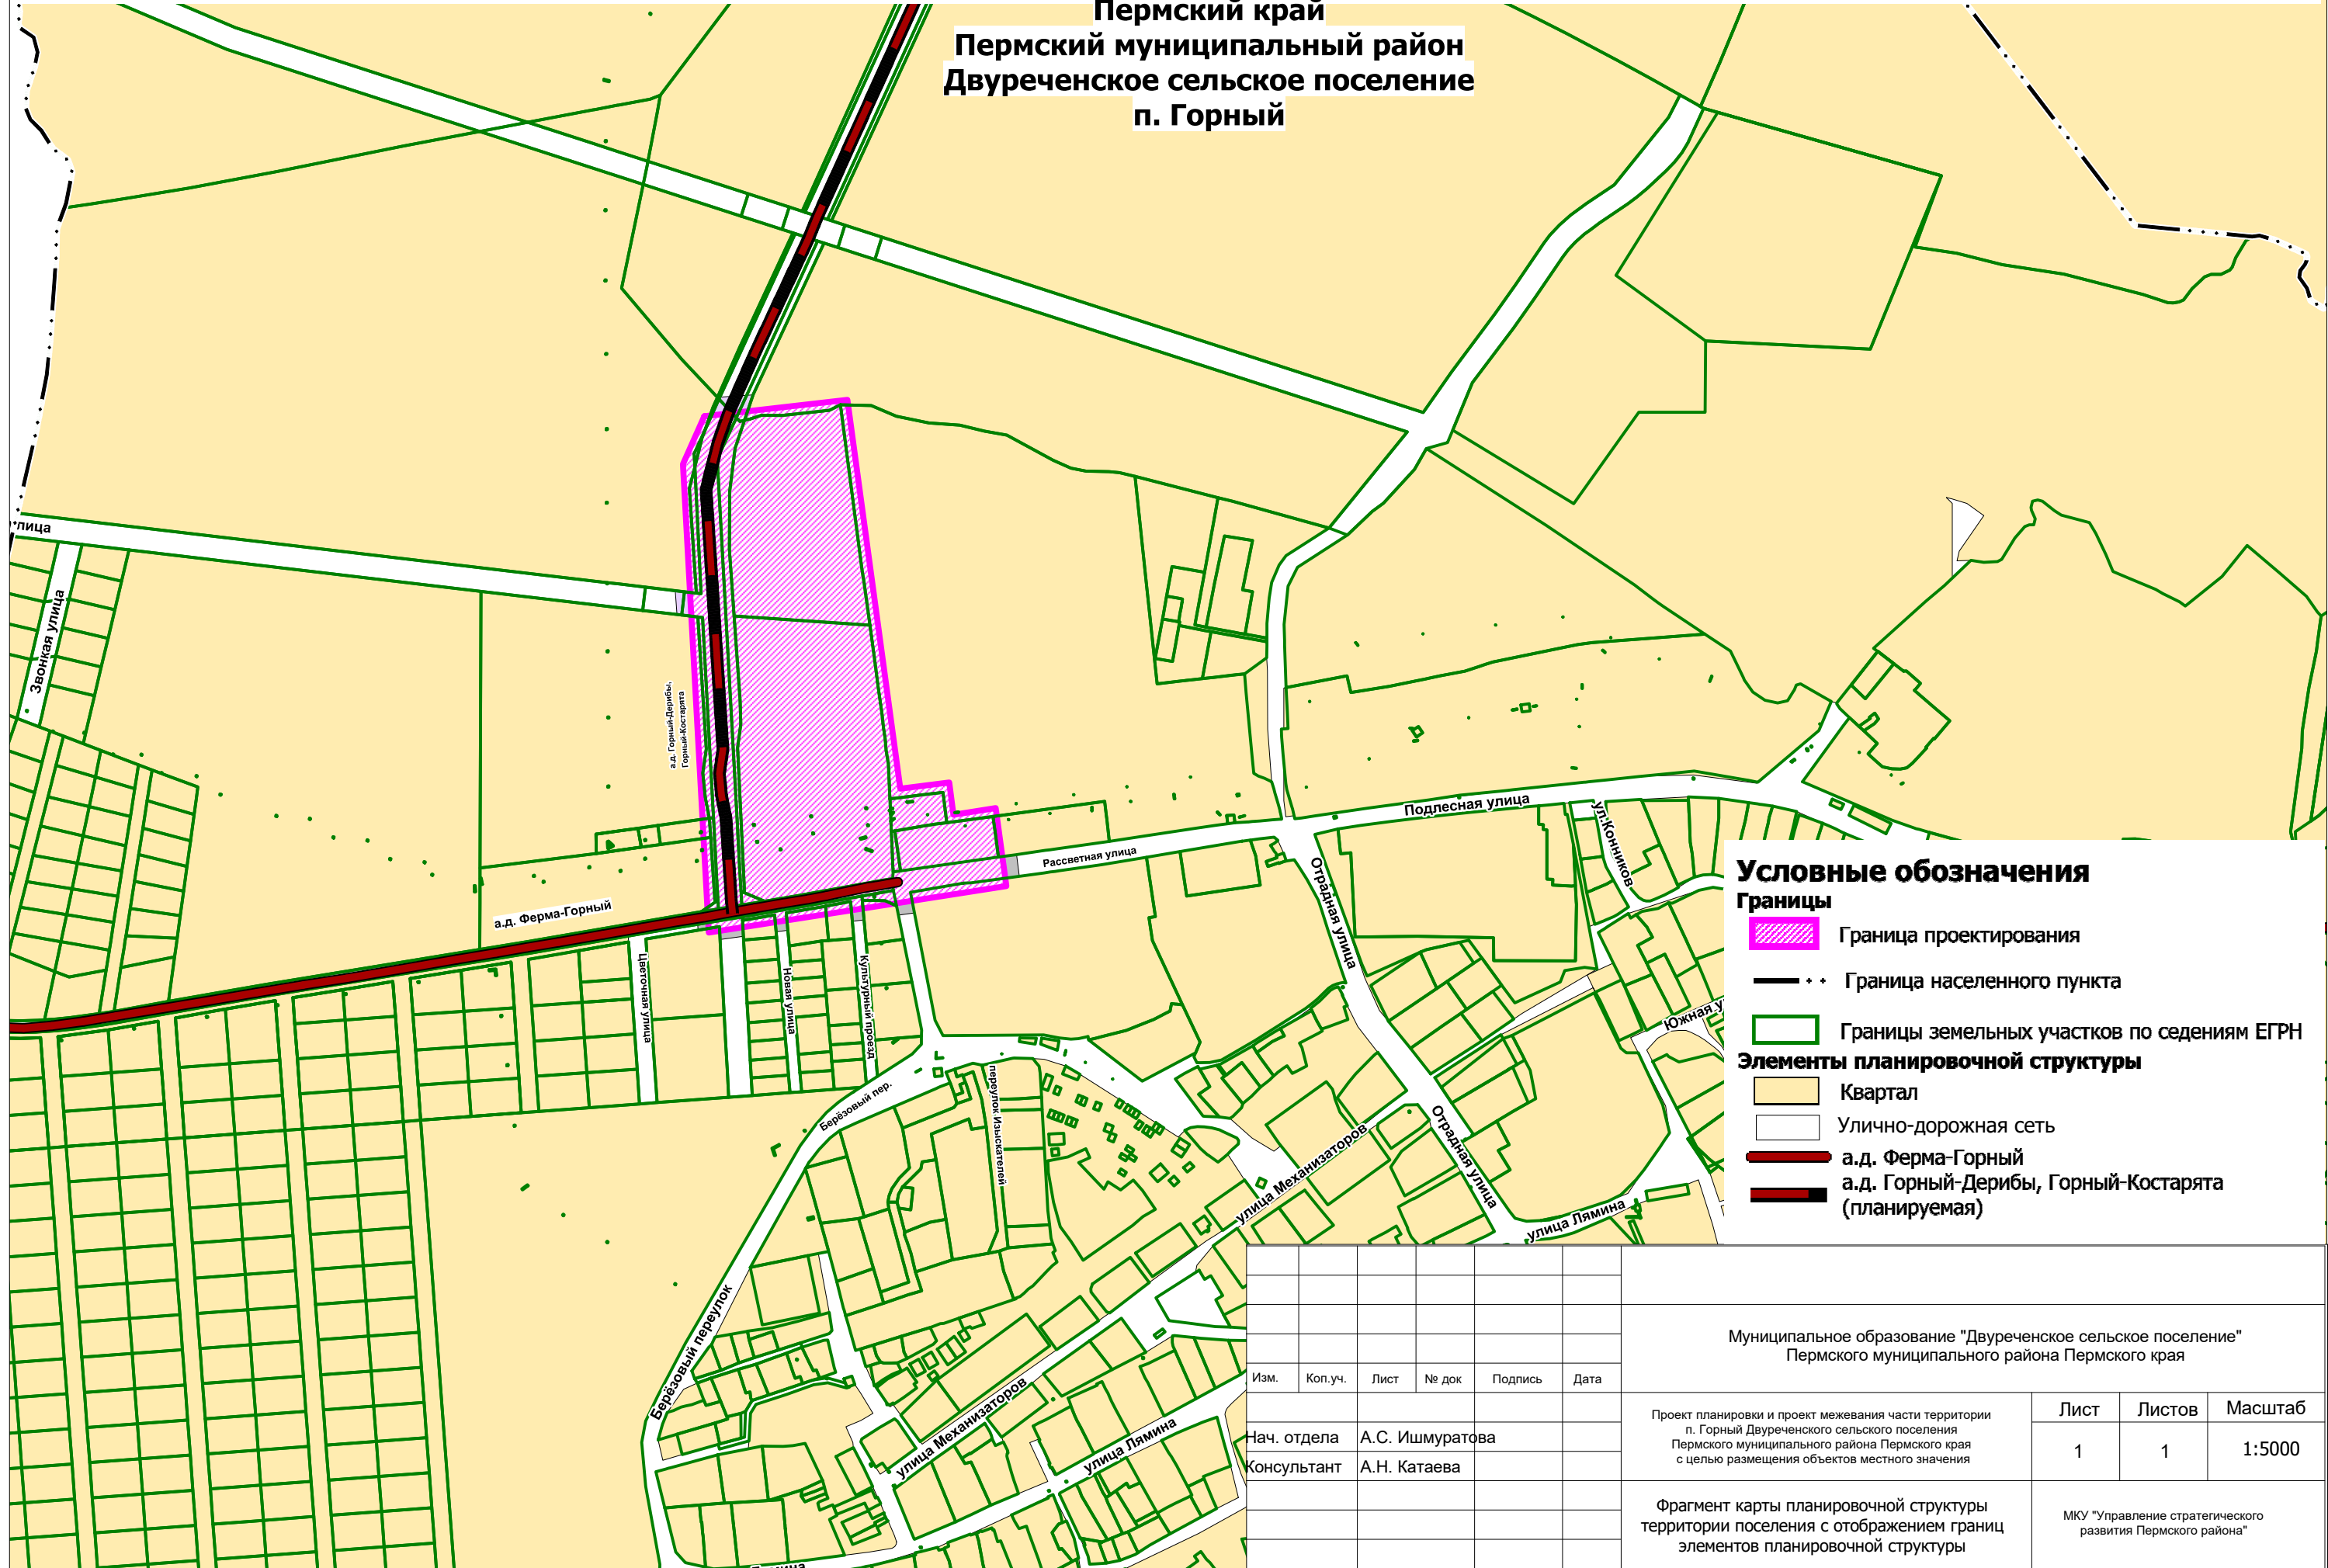 Пермский край
Пермский муниципальный район
Двуреченское сельское поселение
п. Горный
Звонкая улица
а.д. Горный-Дерибы,
Горный-Костарята
а.д. Ферма-Горный
Рассветная улица
Подлесная улица
ул.Конников
Отрадная улица
Цветочная улица
Новая улица
Культурный проезд
Берёзовый пер.
переулок Изыскателей
улица Механизаторов
Отрадная улица
улица Лямина
Берёзовый переулок
улица Механизаторов
улица Лямина
Условные обозначения
Границы
Граница проектирования
Граница населенного пункта
Границы земельных участков по седениям ЕГРН
Элементы планировочной структуры
Квартал
Улично-дорожная сеть
а.д. Ферма-Горный
а.д. Горный-Дерибы, Горный-Костарята
(планируемая)
Муниципальное образование "Двуреченское сельское поселение"
Пермского муниципального района Пермского края
Изм. Коп.уч. Лист № док Подпись Дата
Проект планировки и проект межевания части территории
п. Горный Двуреченского сельского поселения
Пермского муниципального района Пермского края
с целью размещения объектов местного значения
Лист Листов Масштаб
1 1 1:5000
Нач. отдела А.С. Ишмуратова
Консультант А.Н. Катаева
Фрагмент карты планировочной структуры
территории поселения с отображением границ
элементов планировочной структуры
МКУ "Управление стратегического
развития Пермского района"